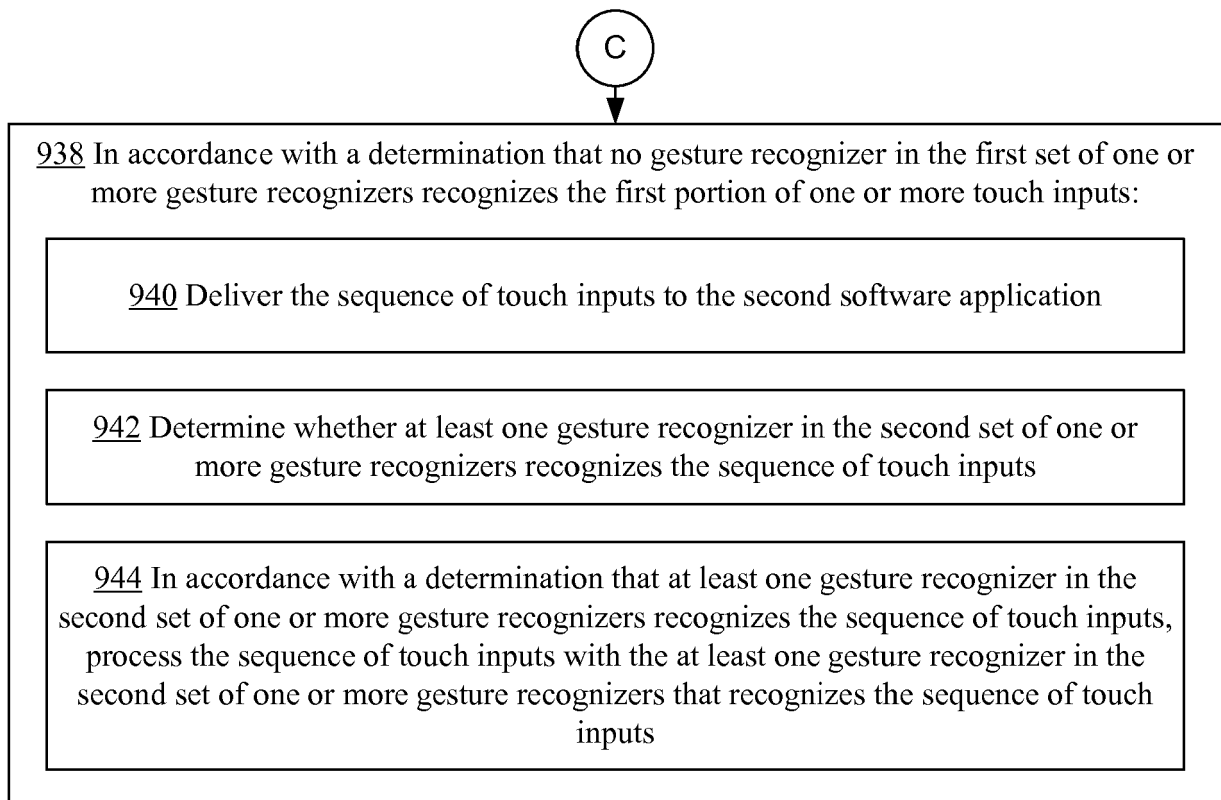 C
938 In accordance with a determination that no gesture recognizer in the first set of one or
more gesture recognizers recognizes the first portion of one or more touch inputs:
940 Deliver the sequence of touch inputs to the second software application
942 Determine whether at least one gesture recognizer in the second set of one or
more gesture recognizers recognizes the sequence of touch inputs
944 In accordance with a determination that at least one gesture recognizer in the
second set of one or more gesture recognizers recognizes the sequence of touch inputs,
process the sequence of touch inputs with the at least one gesture recognizer in the
second set of one or more gesture recognizers that recognizes the sequence of touch
inputs